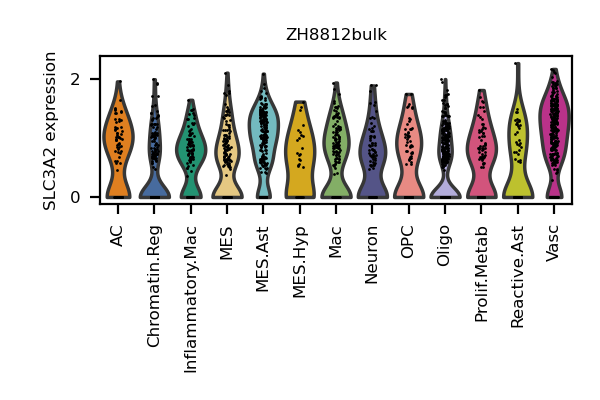 ZH8812bulk
SLC3A2 expression
2
0
AC
Chromatin.Reg
Inflammatory.Mac
MES
MES.Ast
MES.Hyp
Mac
Neuron
OPC
Oligo
Prolif.Metab
Reactive.Ast
Vasc